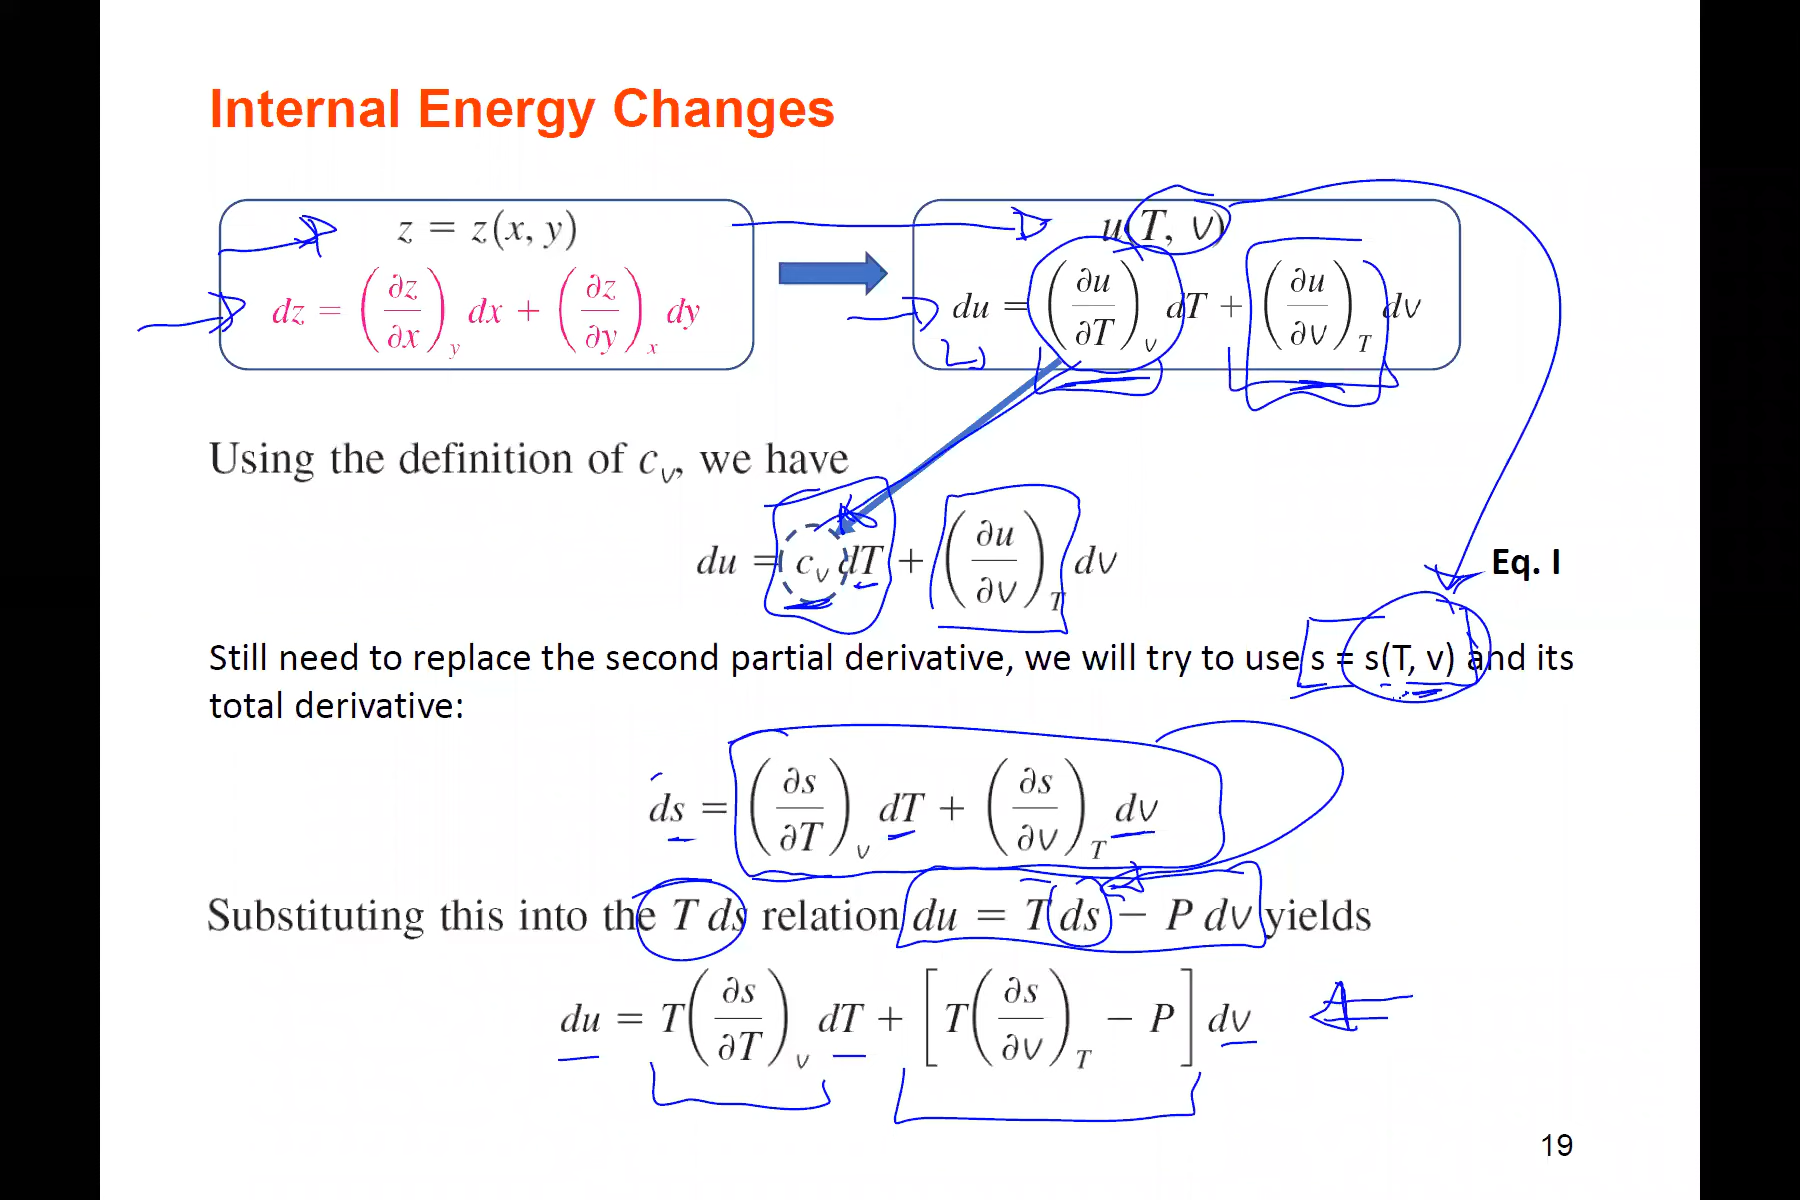 Internal Energy Changes
z = z(x, y)
dz = (∂z/∂x)_y dx + (∂z/∂y)_x dy
u(T, v)
du = (∂u/∂T)_v dT + (∂u/∂v)_T dv
Using the definition of c_v, we have
du = c_v dT + (∂u/∂v)_T dv
Eq. I
Still need to replace the second partial derivative, we will try to use s = s(T, v) and its
total derivative:
ds = (∂s/∂T)_v dT + (∂s/∂v)_T dv
Substituting this into the T ds relation du = T ds − P dv yields
du = T(∂s/∂T)_v dT + [T(∂s/∂v)_T − P] dv
19